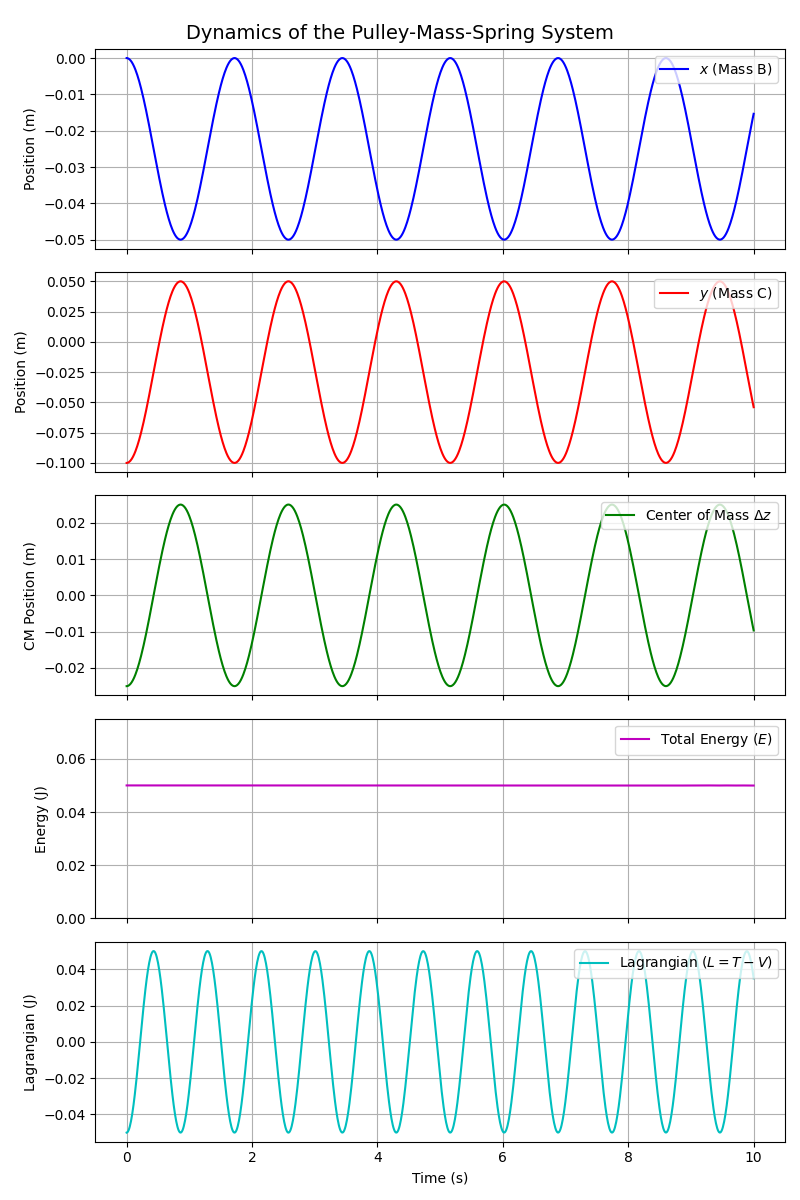 Dynamics of the Pulley-Mass-Spring System
Position (m)
0.00
−0.01
−0.02
−0.03
−0.04
−0.05
x (Mass B)
Position (m)
0.050
0.025
0.000
−0.025
−0.050
−0.075
−0.100
y (Mass C)
CM Position (m)
0.02
0.01
0.00
−0.01
−0.02
Center of Mass Δz
Energy (J)
0.06
0.04
0.02
0.00
Total Energy (E)
Lagrangian (J)
0.04
0.02
0.00
−0.02
−0.04
Lagrangian (L = T − V)
0 2 4 6 8 10
Time (s)